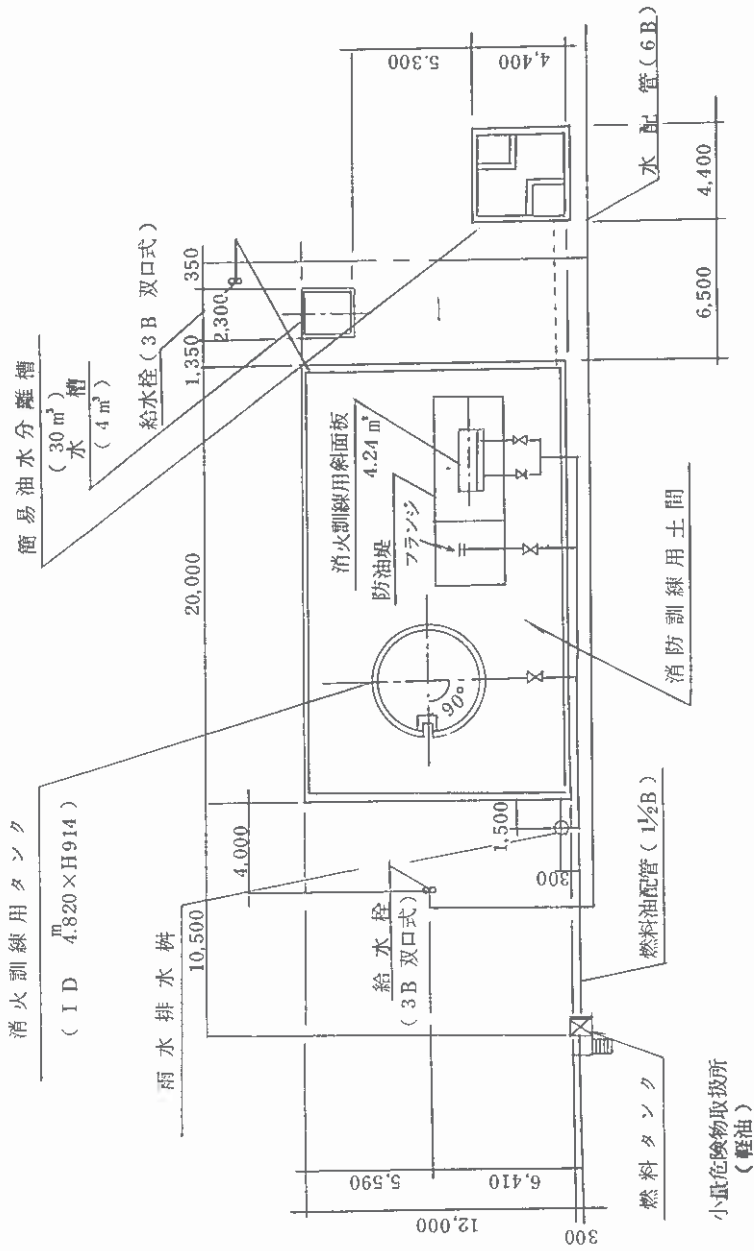 消火訓練用タンク
( ID 4.820m×H914 )
雨水排水桝
10,500
4,000
給水栓
( 3B 双口式 )
20,000
簡易油水分離槽
( 30㎥ )
水槽
( 4㎥ )
給水栓 ( 3B 双口式 )
1,350
350
2,300
消火訓練用斜面板
4.24㎡
防油堤
フランジ
90°
1,500
300
5,590
6,410
12,000
300
5.300
4,400
水配管 ( 6B )
4,400
6,500
消防訓練用土間
燃料油配管 ( 1½B )
燃料タンク
小量危険物取扱所
( 軽油 )